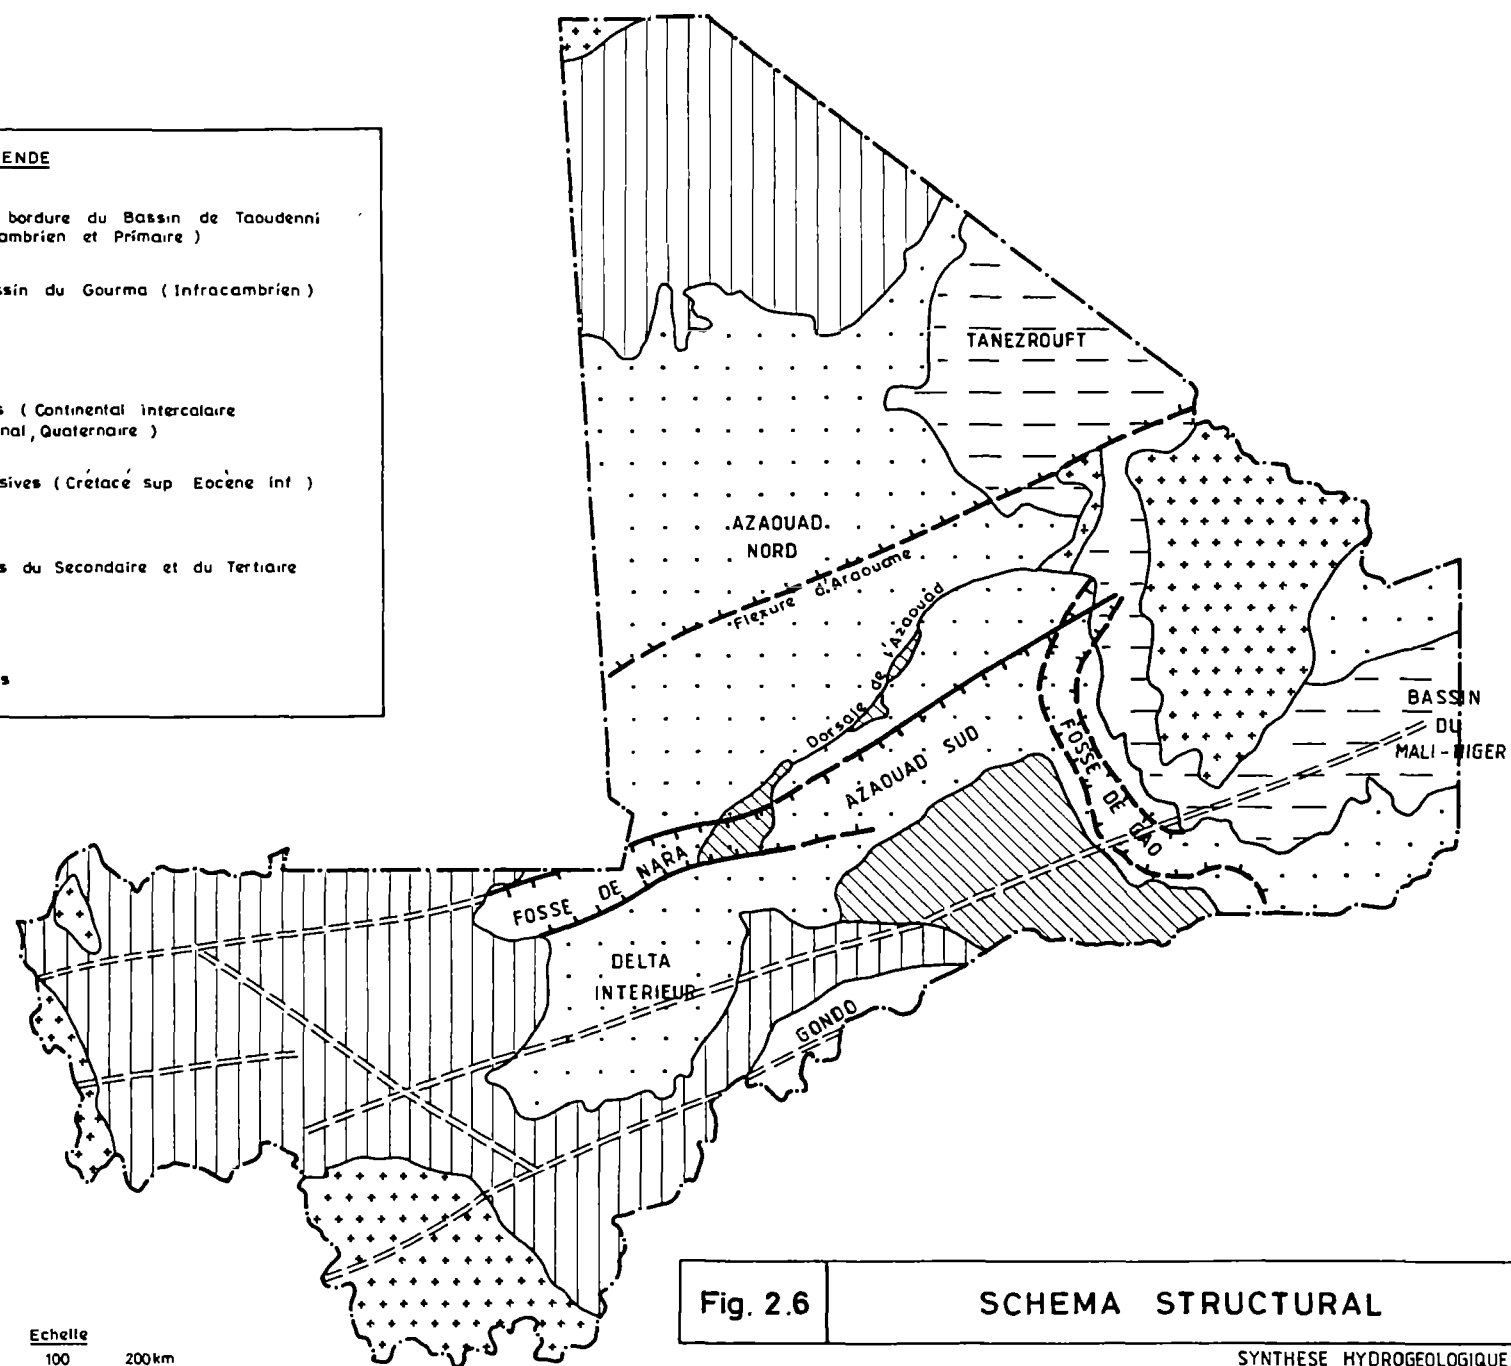 ENDE
bordure du Bassin de Taoudenni
ambrien et Primaire )
ssin du Gourma ( Infracambrien )
s ( Continental intercalaire
nal, Quaternaire )
sives ( Crétacé sup Eocène inf )
s du Secondaire et du Tertiaire
s
TANEZROUFT
AZAOUAD
NORD
Flexure d'Araouane
Dorsale de l'Azaouad
AZAOUAD SUD
FOSSE DE GAO
BASSIN
DU
MALI-NIGER
FOSSE DE NARA
DELTA
INTERIEUR
GONDO
Fig. 2.6
SCHEMA STRUCTURAL
Echelle
100 200km
SYNTHESE HYDROGEOLOGIQUE